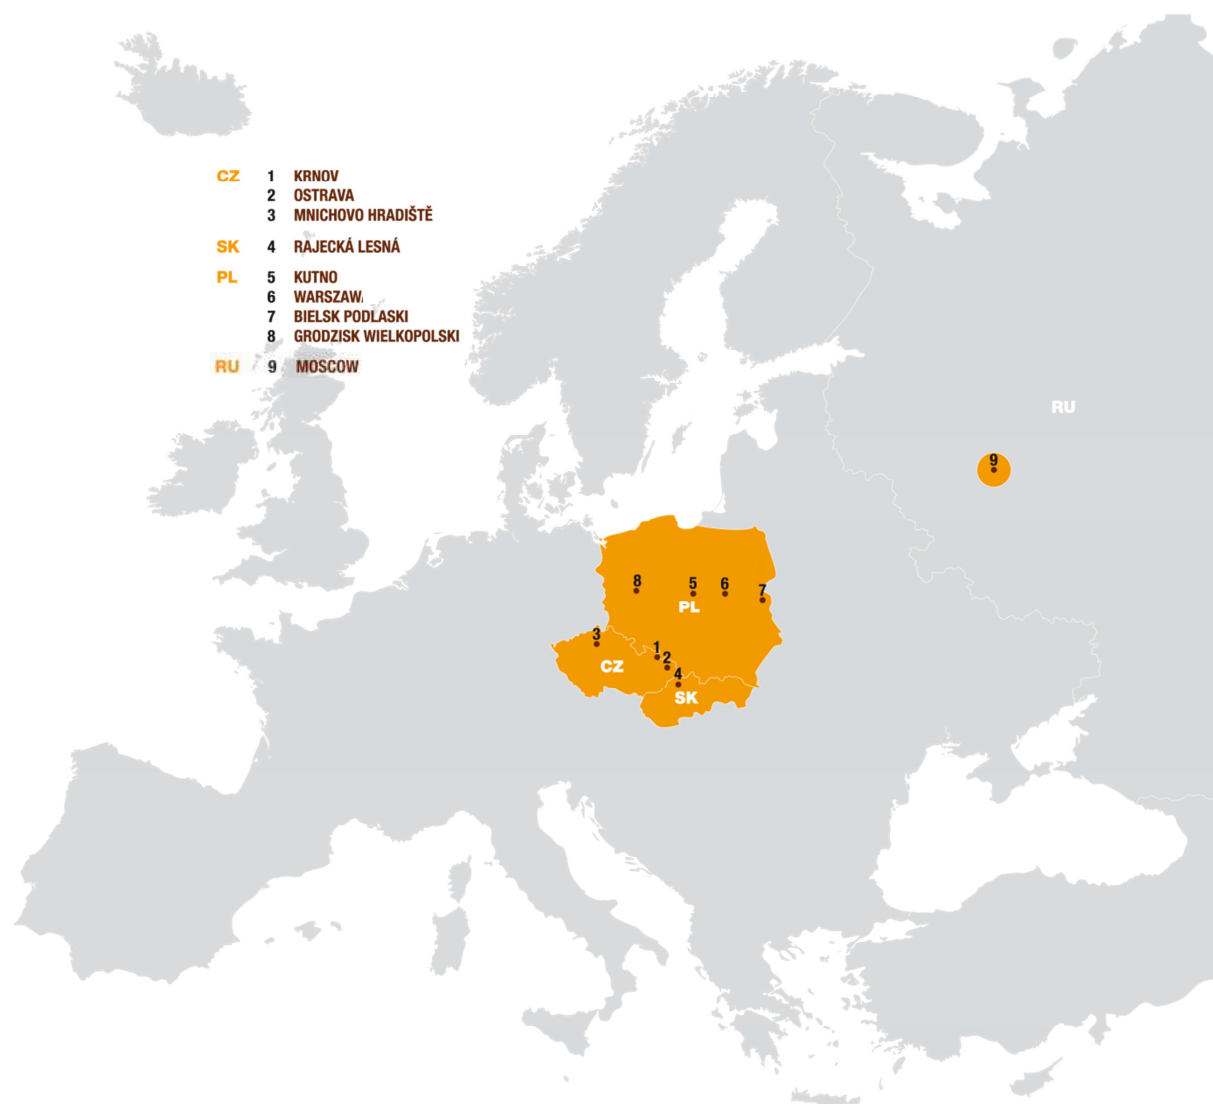 CZ 1 KRNOV
2 OSTRAVA
3 MNICHOVO HRADIŠTĚ
SK 4 RAJECKÁ LESNÁ
PL 5 KUTNO
6 WARSZAW
7 BIELSK PODLASKI
8 GRODZISK WIELKOPOLSKI
RU 9 MOSCOW
RU
9
8 5 6 7
PL
3 1 2
CZ 4
SK